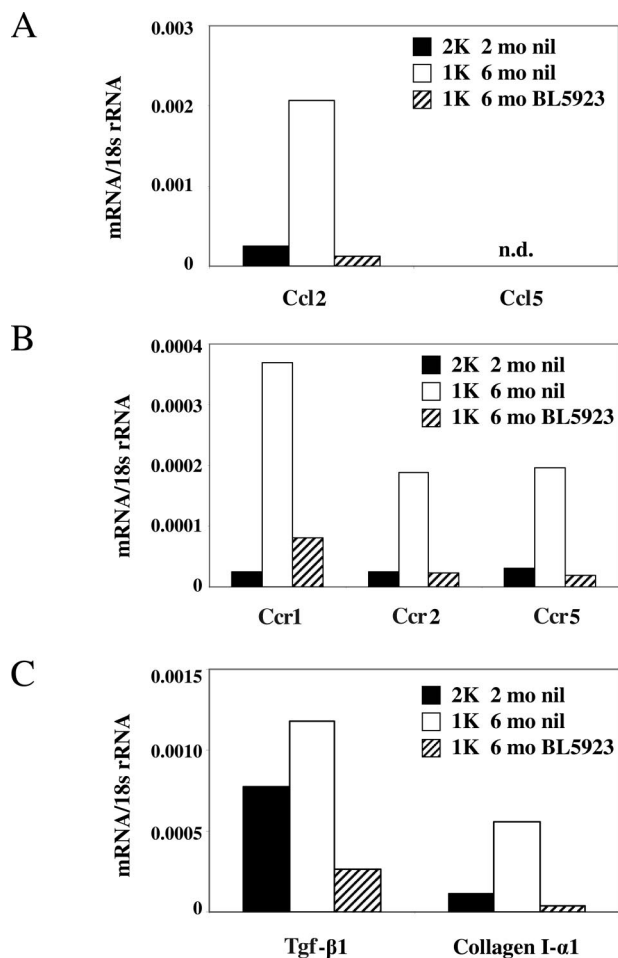 A
0.003
0.002
0.001
0
mRNA/18s rRNA
2K 2 mo nil
1K 6 mo nil
1K 6 mo BL5923
n.d.
Ccl2 Ccl5
B
0.0004
0.0003
0.0002
0.0001
0
mRNA/18s rRNA
2K 2 mo nil
1K 6 mo nil
1K 6 mo BL5923
Ccr1 Ccr2 Ccr5
C
0.0015
0.0010
0.0005
0
mRNA/18s rRNA
2K 2 mo nil
1K 6 mo nil
1K 6 mo BL5923
Tgf-β1 Collagen I-α1